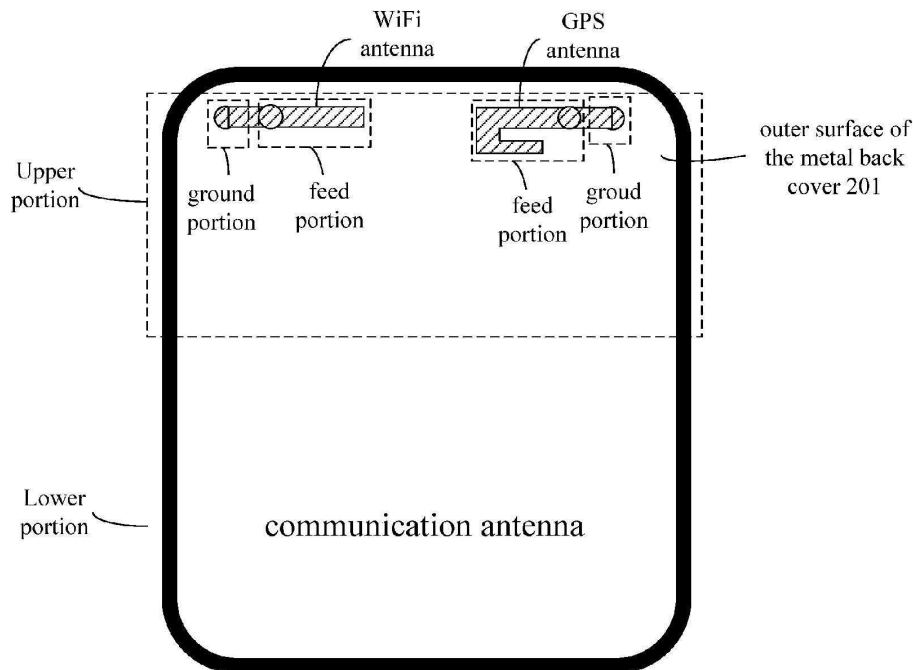 WiFi
antenna
GPS
antenna
outer surface of
the metal back
cover 201
Upper
portion
ground
portion
feed
portion
feed
portion
groud
portion
Lower
portion
communication antenna